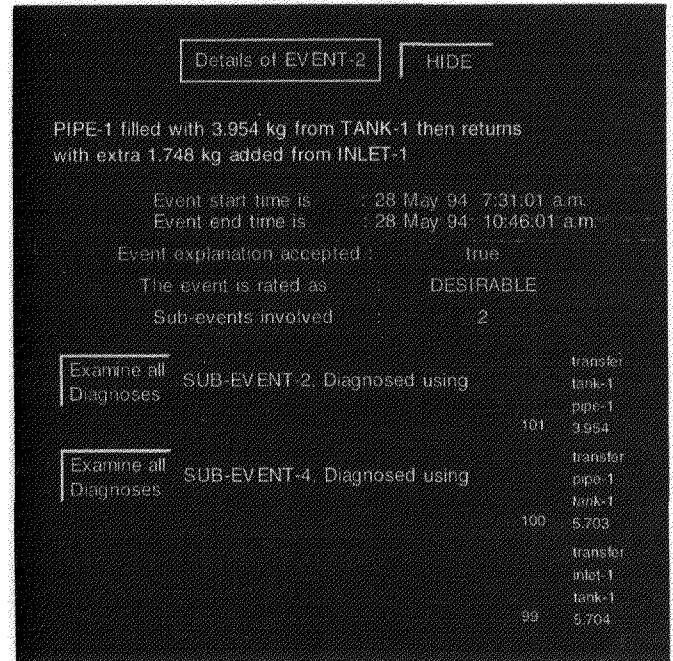 Details of EVENT-2 HIDE
PIPE-1 filled with 3.954 kg from TANK-1 then returns
with extra 1.748 kg added from INLET-1
Event start time is : 28 May 94 7:31:01 a.m.
Event end time is : 28 May 94 10:46:01 a.m.
Event explanation accepted : true
The event is rated as : DESIRABLE
Sub-events involved : 2
Examine all
Diagnoses
SUB-EVENT-2. Diagnosed using
transfer
tank-1
pipe-1
101 3.954
Examine all
Diagnoses
SUB-EVENT-4. Diagnosed using
transfer
pipe-1
tank-1
100 5.703
transfer
inlet-1
tank-1
99 5.704